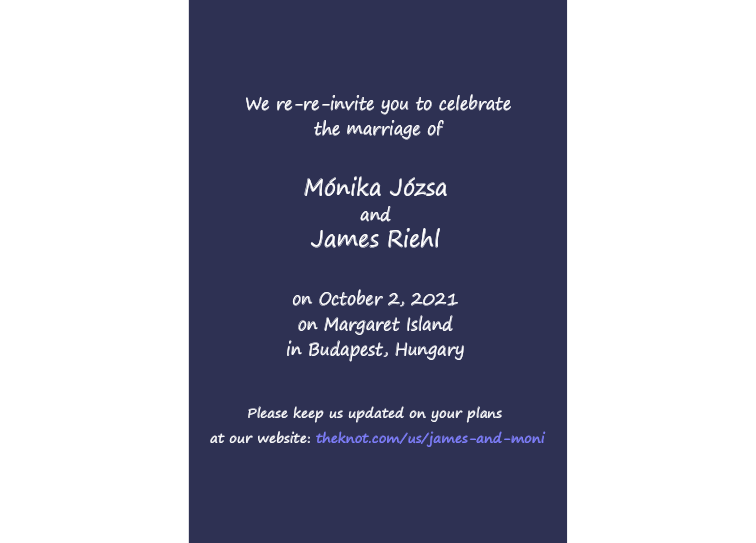 We re-re-invite you to celebrate
the marriage of
Mónika Józsa
and
James Riehl
on October 2, 2021
on Margaret Island
in Budapest, Hungary
Please keep us updated on your plans
at our website: theknot.com/us/james-and-moni